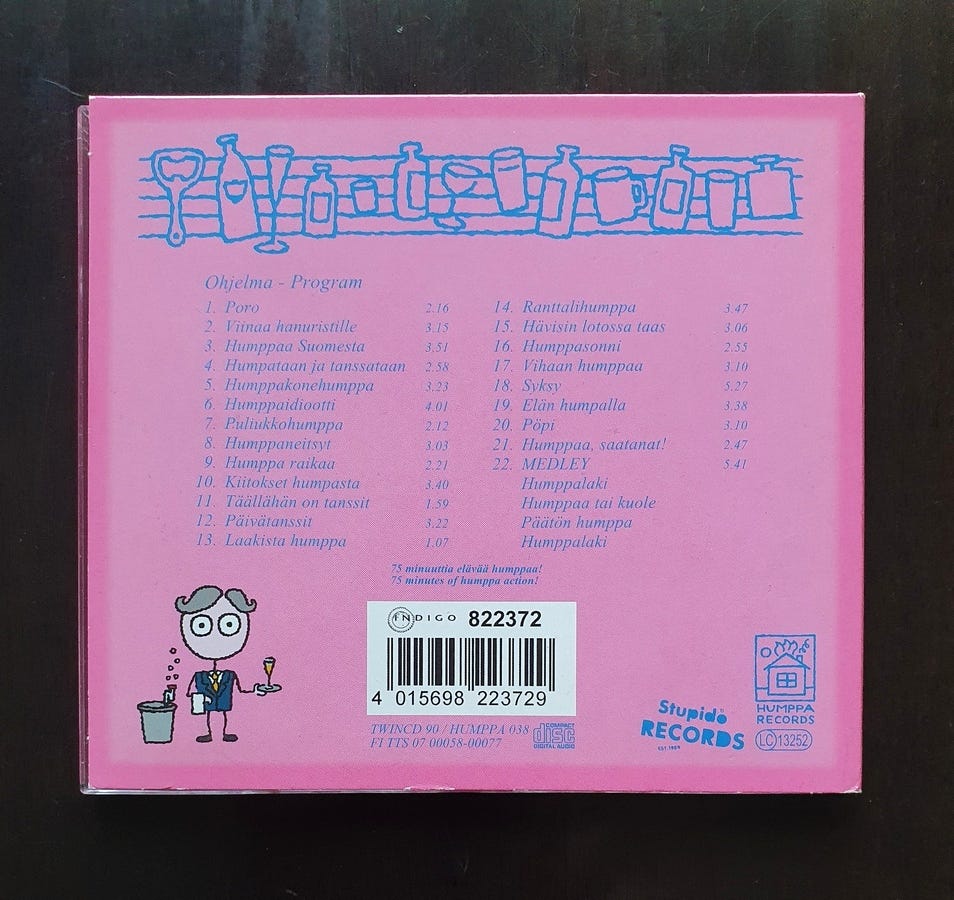 Ohjelma - Program
1. Poro 2.16
2. Viinaa hanuristille 3.15
3. Humppaa Suomesta 3.51
4. Humpataan ja tanssataan 2.58
5. Humppakonehumppa 3.23
6. Humppaidiootti 4.01
7. Puliukkohumppa 2.12
8. Humppaneitsyt 3.03
9. Humppa raikaa 2.21
10. Kiitokset humpasta 3.40
11. Täällähän on tanssit 1.59
12. Päivätanssit 3.22
13. Laakista humppa 1.07
14. Ranttalihumppa 3.47
15. Hävisin lotossa taas 3.06
16. Humppasonni 2.55
17. Vihaan humppaa 3.10
18. Syksy 5.27
19. Elän humpalla 3.38
20. Pöpi 3.10
21. Humppaa, saatanat! 2.47
22. MEDLEY 5.41
Humppalaki
Humppaa tai kuole
Päätön humppa
Humppalaki
75 minuuttia elävää humppaa!
75 minutes of humppa action!
INDIGO 822372
4 015698 223729
TWINCD 90 / HUMPPA 038
FI TTS 07 00058-00077
COMPACT
disc
DIGITAL AUDIO
Stupido
RECORDS
EST. 1989
HUMPPA
RECORDS
LC 13252